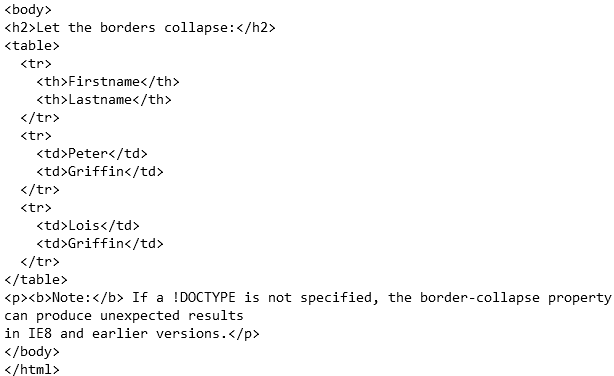 <body>
<h2>Let the borders collapse:</h2>
<table>
  <tr>
    <th>Firstname</th>
    <th>Lastname</th>
  </tr>
  <tr>
    <td>Peter</td>
    <td>Griffin</td>
  </tr>
  <tr>
    <td>Lois</td>
    <td>Griffin</td>
  </tr>
</table>
<p><b>Note:</b> If a !DOCTYPE is not specified, the border-collapse property
can produce unexpected results
in IE8 and earlier versions.</p>
</body>
</html>